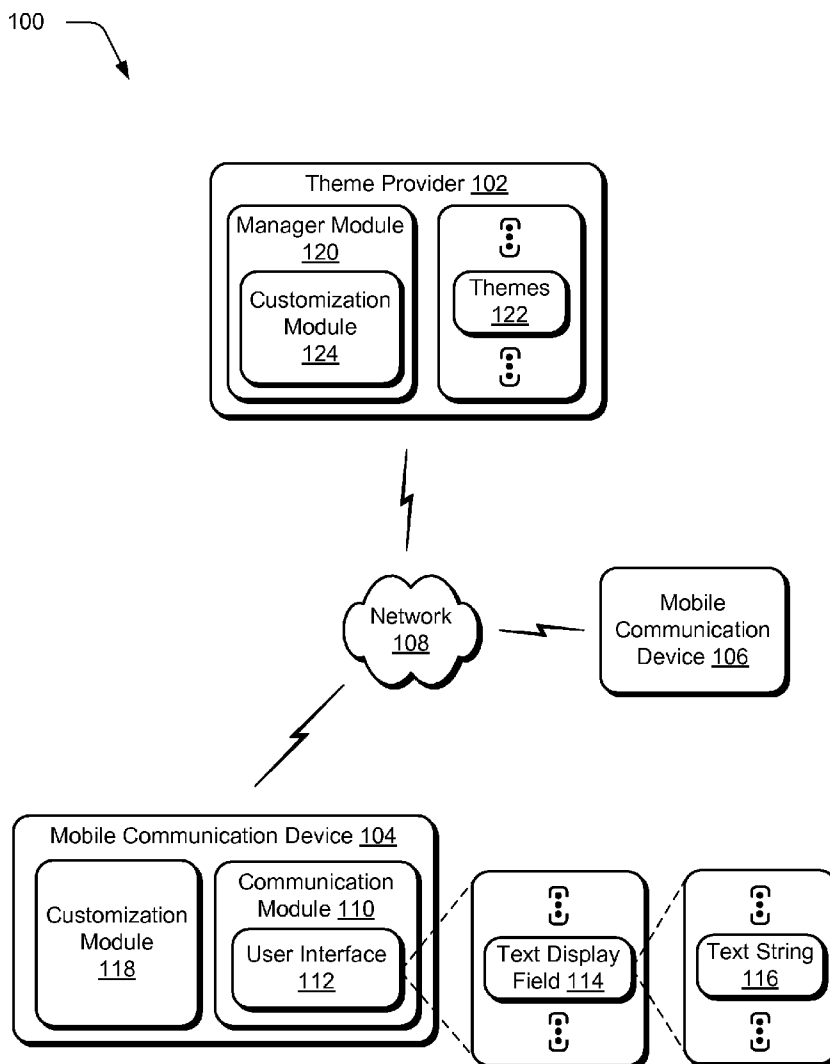 100
Theme Provider 102
Manager Module
120
Customization
Module
124
Themes
122
Network
108
Mobile
Communication
Device 106
Mobile Communication Device 104
Customization
Module
118
Communication
Module 110
User Interface
112
Text Display
Field 114
Text String
116